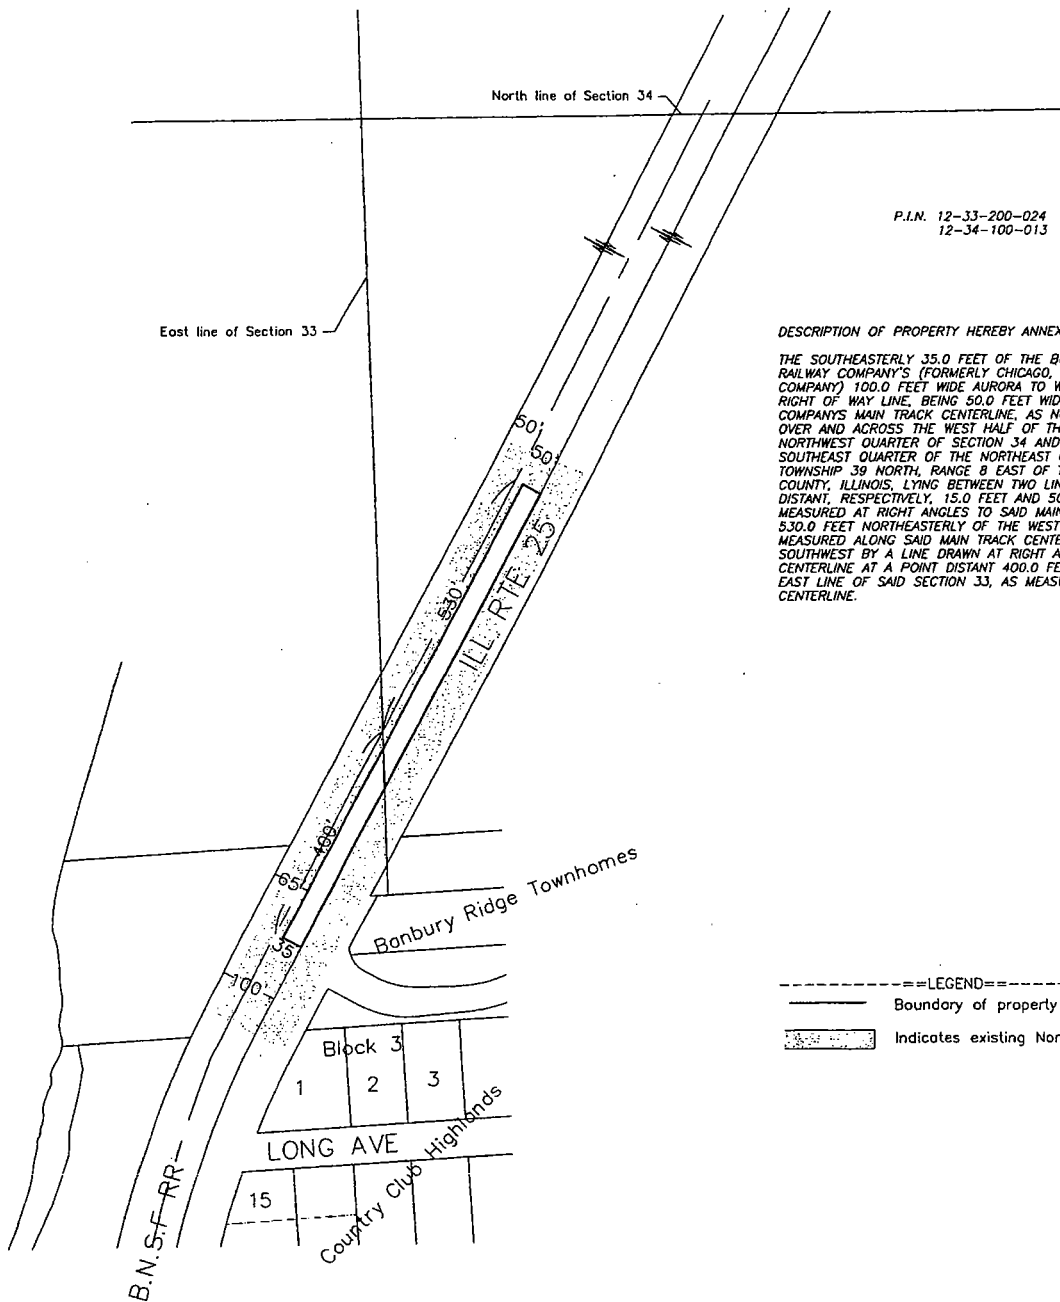 North line of Section 34
P.I.N. 12-33-200-024
12-34-100-013
East line of Section 33
DESCRIPTION OF PROPERTY HEREBY ANNEX
THE SOUTHEASTERLY 35.0 FEET OF THE
RAILWAY COMPANY'S (FORMERLY CHICAGO,
COMPANY) 100.0 FEET WIDE AURORA TO
RIGHT OF WAY LINE, BEING 50.0 FEET WID
COMPANYS MAIN TRACK CENTERLINE, AS
OVER AND ACROSS THE WEST HALF OF
NORTHWEST QUARTER OF SECTION 34 AND
SOUTHEAST QUARTER OF THE NORTHEAST
TOWNSHIP 39 NORTH, RANGE 8 EAST OF
COUNTY, ILLINOIS, LYING BETWEEN TWO LIN
DISTANT, RESPECTIVELY, 15.0 FEET AND
MEASURED AT RIGHT ANGLES TO SAID MAIN
530.0 FEET NORTHEASTERLY OF THE WEST
MEASURED ALONG SAID MAIN TRACK CENTE
SOUTHWEST BY A LINE DRAWN AT RIGHT
CENTERLINE AT A POINT DISTANT 400.0 FE
EAST LINE OF SAID SECTION 33, AS MEASU
CENTERLINE.
50'
50'
530'
ILL RTE 25
400'
65'
35'
100'
Banbury Ridge Townhomes
==LEGEND==
Boundary of property
Indicates existing Nor
Block 3
1
2
3
LONG AVE
Country Club Highlands
15
B.N.S.F RR